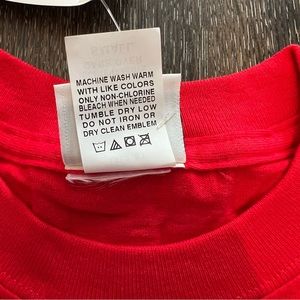 MACHINE WASH WARM
WITH LIKE COLORS
ONLY NON-CHLORINE
BLEACH WHEN NEEDED
TUMBLE DRY LOW
DO NOT IRON OR
DRY CLEAN EMBLEM